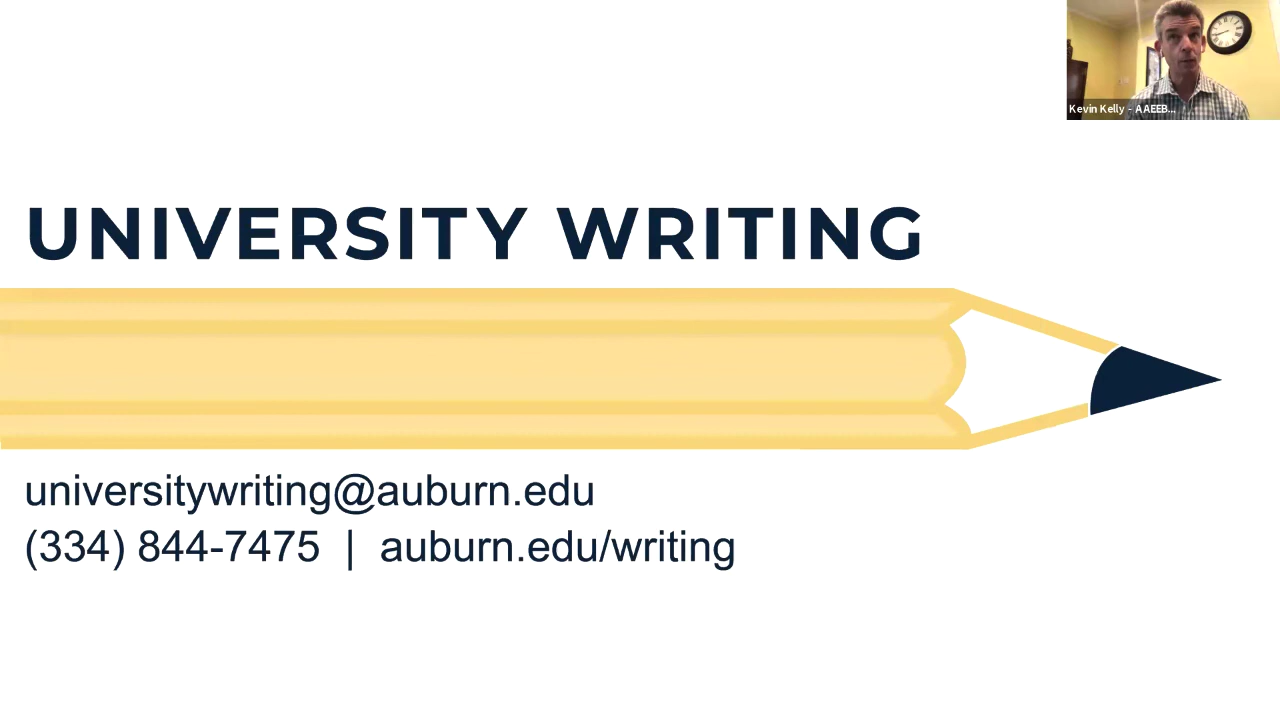 Kevin Kelly - AAEEB...
UNIVERSITY WRITING
universitywriting@auburn.edu
(334) 844-7475 | auburn.edu/writing